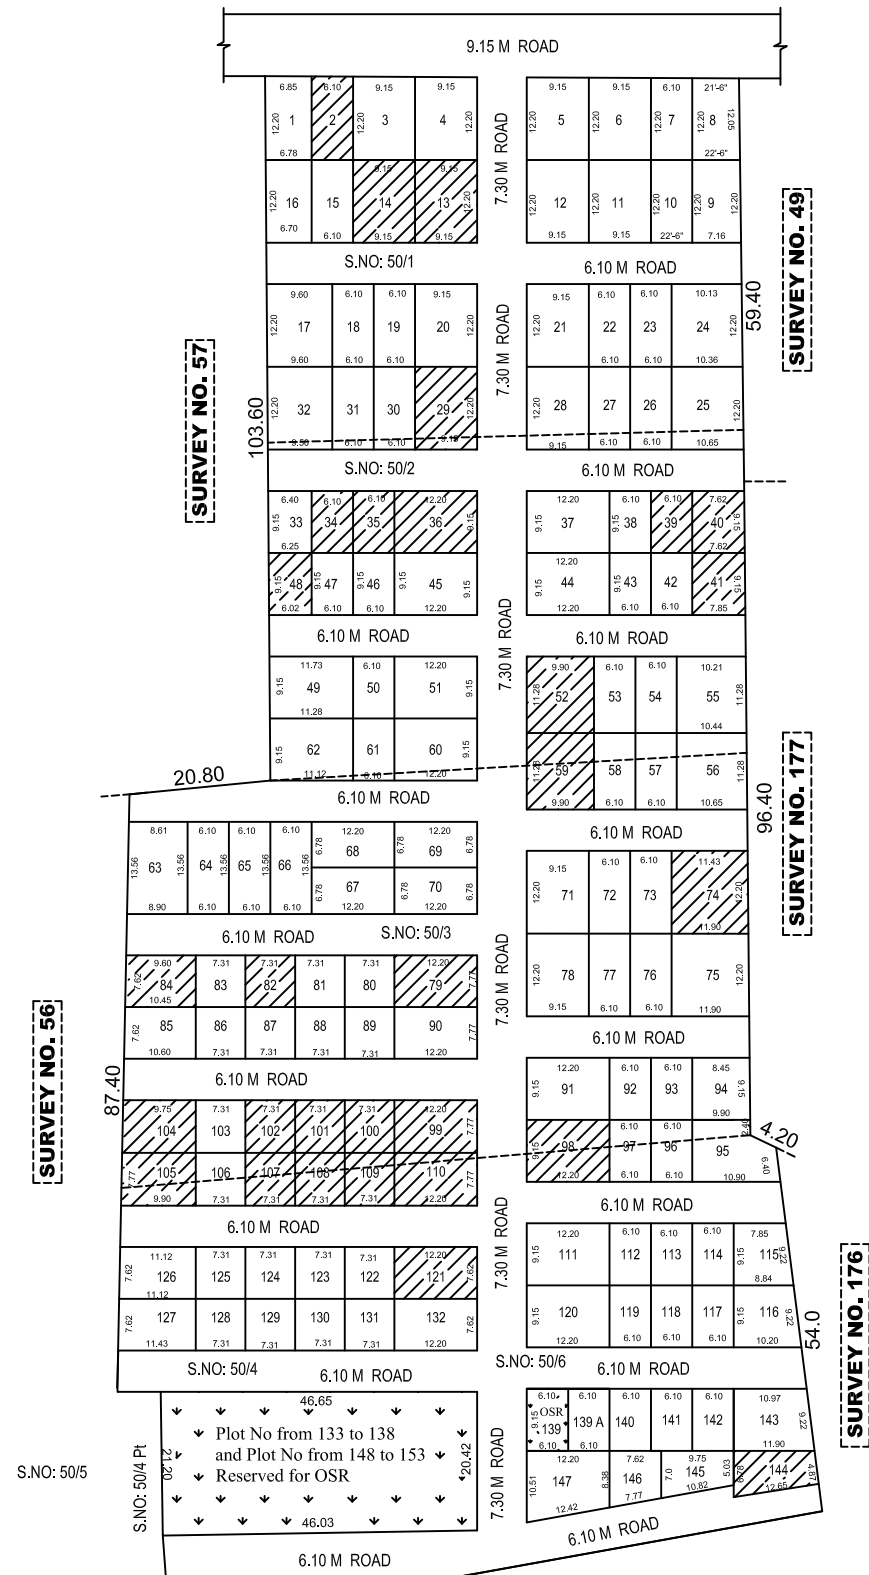 9.15 M ROAD
6.85 6.10 9.15 9.15 9.15 9.15 6.10 21'-6"
12.20 1 2 12.20 3 4 12.20 7.30 M ROAD 12.20 5 12.20 6 12.20 7 12.20 8 12.05
6.78 22'-6"
9.15 9.15
12.20 16 15 14 13 12.20 12.20 12 12.20 11 12.20 10 12.20 9 12.20
6.70 6.10 9.15 9.15 9.15 9.15 22'-6" 7.16
SURVEY NO. 49
S.NO: 50/1 6.10 M ROAD
9.60 6.10 6.10 9.15 9.15 6.10 6.10 10.13
12.20 17 18 19 20 12.20 7.30 M ROAD 12.20 21 22 23 24 12.20 59.40
9.60 6.10 6.10 6.10 6.10 10.36
SURVEY NO. 57
103.60
12.20 32 31 30 29 12.20 12.20 28 27 26 25 12.20
9.50 6.10 6.10 9.15 9.15 6.10 6.10 10.65
S.NO: 50/2 6.10 M ROAD
6.40 6.10 6.10 12.20 12.20 6.10 6.10 7.62
9.15 33 34 35 36 9.15 9.15 37 9.15 38 39 40 9.15
6.25 7.62
12.20
9.15 48 9.15 47 9.15 46 9.15 45 9.15 9.15 44 9.15 43 42 41 9.15
6.02 6.10 6.10 12.20 12.20 6.10 6.10 7.85
6.10 M ROAD 7.30 M ROAD 6.10 M ROAD
11.73 6.10 12.20 9.90 6.10 6.10 10.21
9.15 49 50 51 9.15 11.28 52 53 54 55 11.28
11.28 10.44
9.15 62 61 60 9.15 11.28 59 58 57 56 11.28
11.12 6.10 12.20 9.90 6.10 6.10 10.65
SURVEY NO. 177
96.40
20.80
6.10 M ROAD 6.10 M ROAD
8.61 6.10 6.10 6.10 12.20 12.20
13.56 63 64 13.56 65 66 13.56 6.78 68 6.78 69 6.78
6.78 67 6.78 70 6.78
8.90 6.10 6.10 6.10 12.20 12.20
9.15 6.10 6.10 11.43
12.20 71 72 73 74 12.20
11.90
6.10 M ROAD S.NO: 50/3 7.30 M ROAD
12.20 78 77 76 75 12.20
9.15 6.10 6.10 11.90
9.60 7.31 7.31 7.31 7.31 12.20
7.62 84 83 82 81 80 79 7.77
10.45
7.62 85 86 87 88 89 90 7.77
10.60 7.31 7.31 7.31 7.31 12.20
6.10 M ROAD
SURVEY NO. 56
87.40
6.10 M ROAD
12.20 6.10 6.10 8.45
9.15 91 92 93 94 9.15
9.90
6.10 6.10
9.15 98 97 96 95 6.40
12.20 6.10 6.10 10.90
4.20
9.75 7.31 7.31 7.31 7.31 12.20
104 103 102 101 100 99 7.77
7.77 105 106 107 108 109 110 7.77
9.90 7.31 7.31 7.31 7.31 12.20
6.10 M ROAD 7.30 M ROAD 6.10 M ROAD
11.12 7.31 7.31 7.31 7.31 12.20
7.62 126 125 124 123 122 121 7.62
11.12
7.62 127 128 129 130 131 132 7.62
11.43 7.31 7.31 7.31 7.31 12.20
12.20 6.10 6.10 6.10 7.85
9.15 111 112 113 114 9.15 115 9.22
8.84
9.15 120 119 118 117 9.15 116 9.22
12.20 6.10 6.10 6.10 10.20
54.0
SURVEY NO. 176
S.NO: 50/4 6.10 M ROAD S.NO: 50/6 6.10 M ROAD
46.65
Plot No from 133 to 138
and Plot No from 148 to 153
Reserved for OSR
21.20 20.42
46.03
S.NO: 50/5
S.NO: 50/4 Pt
7.30 M ROAD
6.10 6.10 6.10 6.10 10.97
9.15 OSR
139 139 A 140 141 142 143 9.22
6.10 6.10 11.90
12.20 7.62 9.75
10.51 147 8.38 146 7.0 145 5.03 9.78 144 4.87
12.42 7.77 10.82 12.65
6.10 M ROAD
6.10 M ROAD